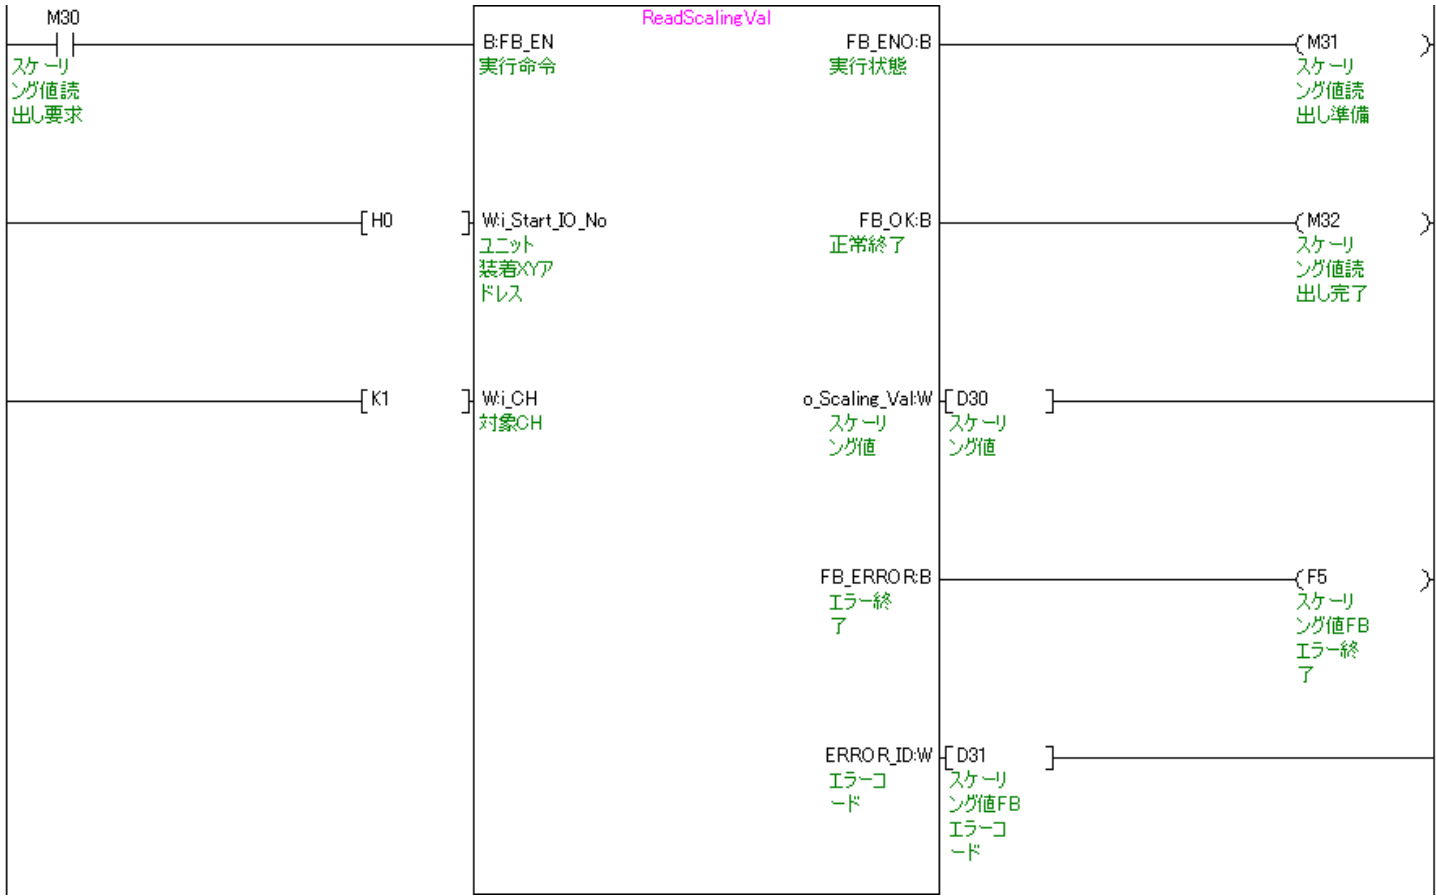 ReadScalingVal
M30
スケーリ
ング値読
出し要求
B:FB_EN
実行命令
FB_ENO:B
実行状態
M31
スケーリ
ング値読
出し準備
H0
W:i_Start_IO_No
ユニット
装着XYア
ドレス
FB_OK:B
正常終了
M32
スケーリ
ング値読
出し完了
K1
W:i_CH
対象CH
o_Scaling_Val:W
スケーリ
ング値
D30
スケーリ
ング値
FB_ERROR:B
エラー終
了
F5
スケーリ
ング値FB
エラー終
了
ERROR_ID:W
エラーコ
ード
D31
スケーリ
ング値FB
エラーコ
ード